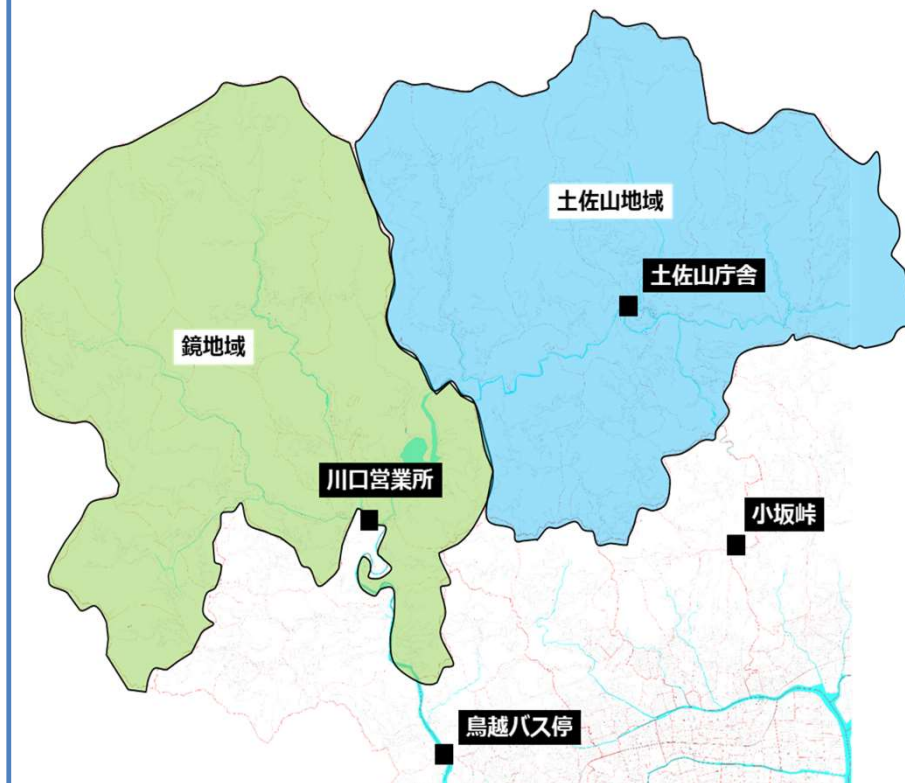 土佐山地域
土佐山庁舎
鏡地域
川口営業所
小坂峠
鳥越バス停